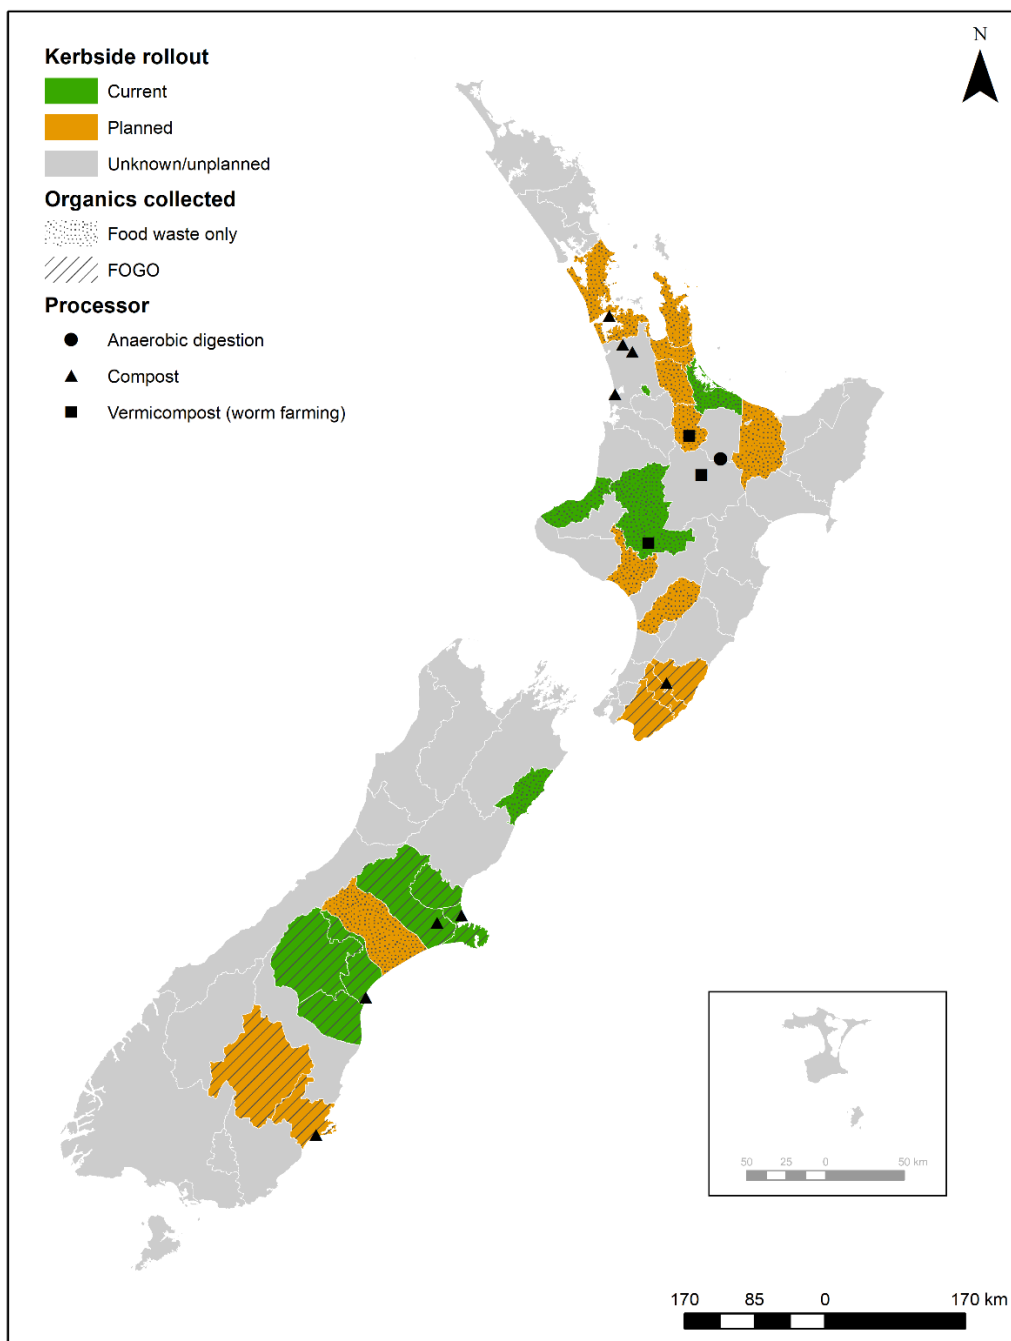 Kerbside rollout
Current
Planned
Unknown/unplanned
Organics collected
Food waste only
FOGO
Processor
Anaerobic digestion
Compost
Vermicompost (worm farming)
N
50 25 0 50 km
170 85 0 170 km